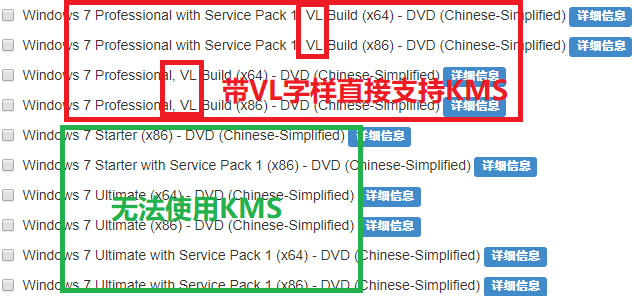 Windows 7 Professional with Service Pack 1, VL Build (x64) - DVD (Chinese-Simplified) 详细信息
Windows 7 Professional with Service Pack 1, VL Build (x86) - DVD (Chinese-Simplified) 详细信息
Windows 7 Professional, VL Build (x64) - DVD (Chinese-Simplified) 详细信息
带VL字样直接支持KMS
Windows 7 Professional, VL Build (x86) - DVD (Chinese-Simplified) 详细信息
Windows 7 Starter (x86) - DVD (Chinese-Simplified) 详细信息
Windows 7 Starter with Service Pack 1 (x86) - DVD (Chinese-Simplified) 详细信息
Windows 7 Ultimate (x64) - DVD (Chinese-Simplified) 详细信息
无法使用KMS
Windows 7 Ultimate (x86) - DVD (Chinese-Simplified) 详细信息
Windows 7 Ultimate with Service Pack 1 (x64) - DVD (Chinese-Simplified) 详细信息
Windows 7 Ultimate with Service Pack 1 (x86) - DVD (Chinese-Simplified) 详细信息